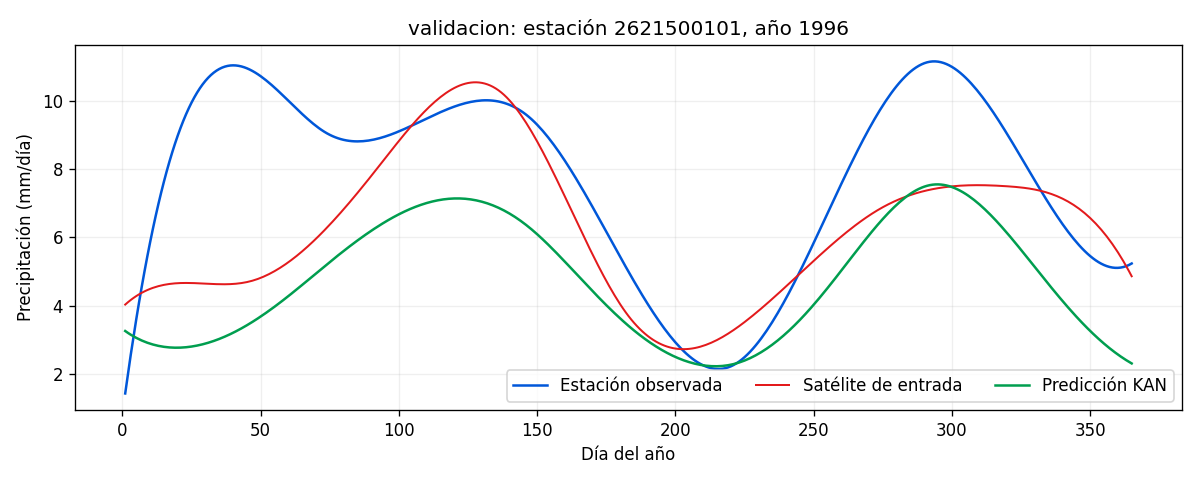 validacion: estación 2621500101, año 1996
Precipitación (mm/día)
10
8
6
4
2
0
50
100
150
200
250
300
350
Día del año
Estación observada
Satélite de entrada
Predicción KAN